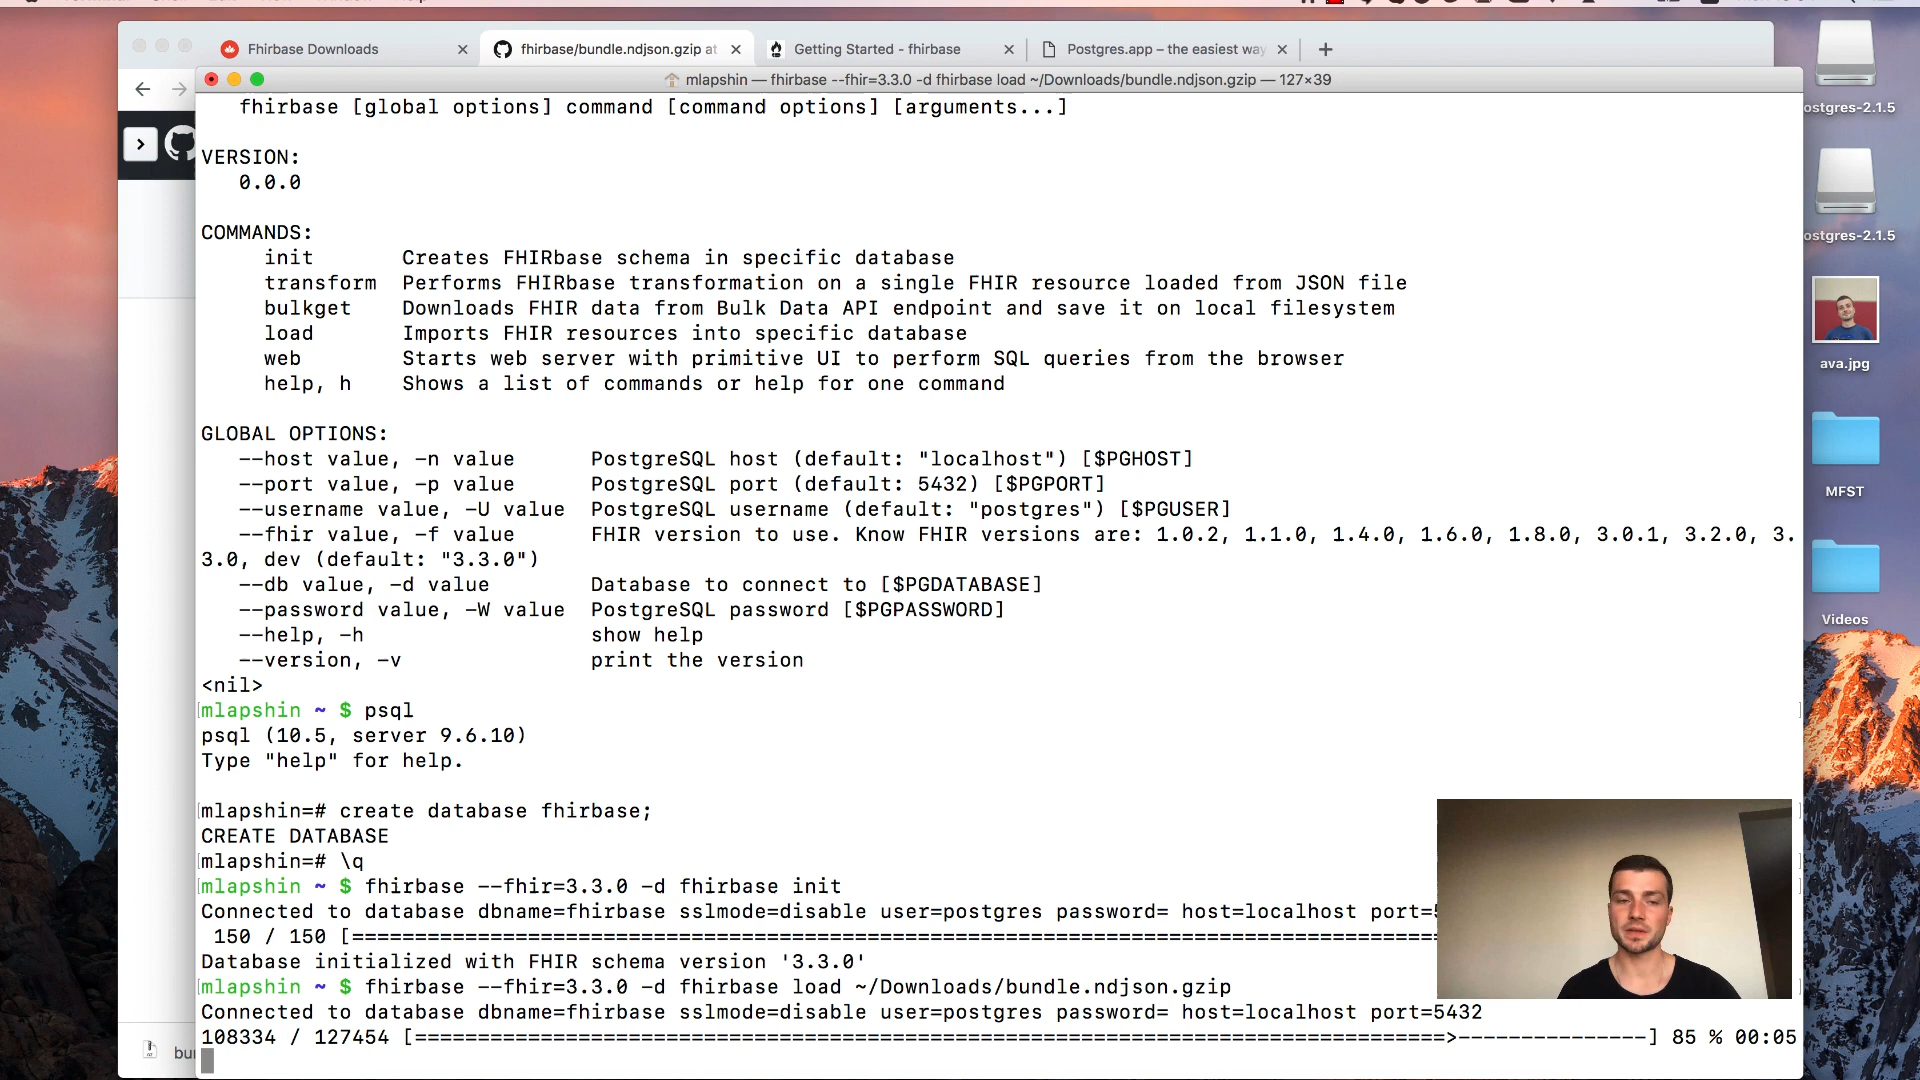 Fhirbase Downloads
fhirbase/bundle.ndjson.gzip at
Getting Started - fhirbase
Postgres.app – the easiest way
mlapshin — fhirbase --fhir=3.3.0 -d fhirbase load ~/Downloads/bundle.ndjson.gzip — 127×39
fhirbase [global options] command [command options] [arguments...]
VERSION:
0.0.0
COMMANDS:
init Creates FHIRbase schema in specific database
transform Performs FHIRbase transformation on a single FHIR resource loaded from JSON file
bulkget Downloads FHIR data from Bulk Data API endpoint and save it on local filesystem
load Imports FHIR resources into specific database
web Starts web server with primitive UI to perform SQL queries from the browser
help, h Shows a list of commands or help for one command
GLOBAL OPTIONS:
--host value, -n value PostgreSQL host (default: "localhost") [$PGHOST]
--port value, -p value PostgreSQL port (default: 5432) [$PGPORT]
--username value, -U value PostgreSQL username (default: "postgres") [$PGUSER]
--fhir value, -f value FHIR version to use. Know FHIR versions are: 1.0.2, 1.1.0, 1.4.0, 1.6.0, 1.8.0, 3.0.1, 3.2.0, 3.
3.0, dev (default: "3.3.0")
--db value, -d value Database to connect to [$PGDATABASE]
--password value, -W value PostgreSQL password [$PGPASSWORD]
--help, -h show help
--version, -v print the version
<nil>
mlapshin ~ $ psql
psql (10.5, server 9.6.10)
Type "help" for help.
mlapshin=# create database fhirbase;
CREATE DATABASE
mlapshin=# \q
mlapshin ~ $ fhirbase --fhir=3.3.0 -d fhirbase init
Connected to database dbname=fhirbase sslmode=disable user=postgres password= host=localhost port=5
150 / 150 [===================================================================================
Database initialized with FHIR schema version '3.3.0'
mlapshin ~ $ fhirbase --fhir=3.3.0 -d fhirbase load ~/Downloads/bundle.ndjson.gzip
Connected to database dbname=fhirbase sslmode=disable user=postgres password= host=localhost port=5432
108334 / 127454 [==================================================================================>---------------] 85 % 00:05
bu
ostgres-2.1.5
ostgres-2.1.5
ava.jpg
MFST
Videos